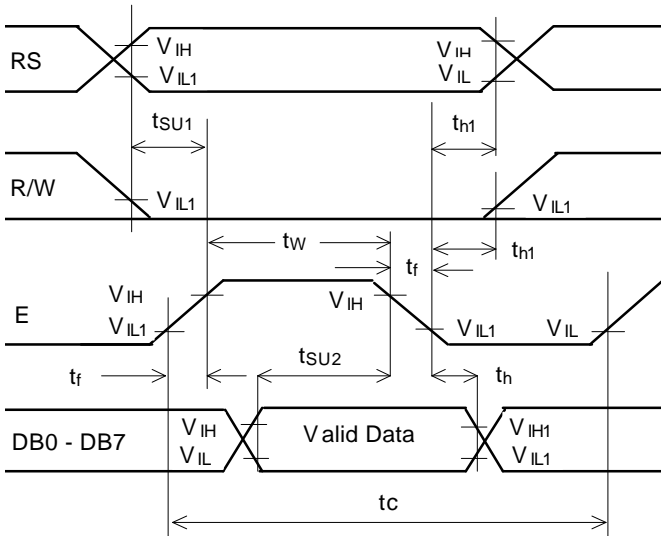 RS
VIH
VIL1
VIH
VIL
tSU1
th1
R/W
VIL1
VIL1
tW
tf
th1
E
VIH
VIL1
VIH
VIL1
VIL
tf
tSU2
th
DB0 - DB7
VIH
VIL
Valid Data
VIH1
VIL1
tc